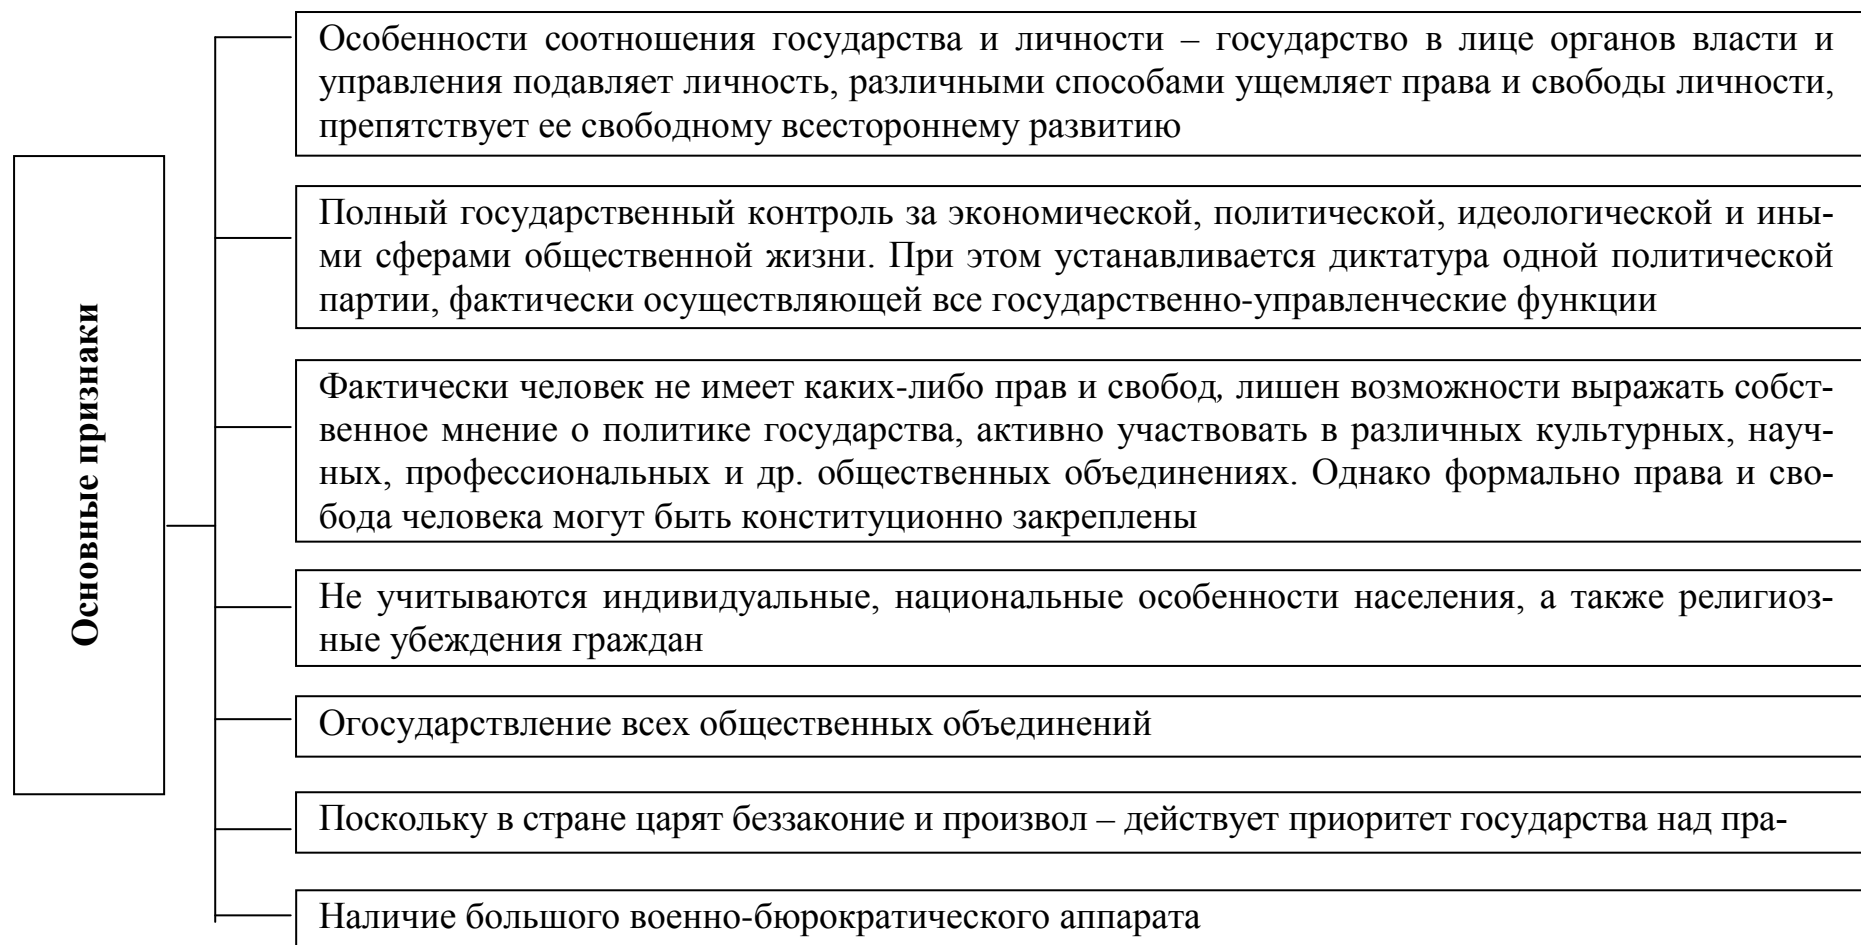 Основные признаки
Особенности соотношения государства и личности – государство в лице органов власти и
управления подавляет личность, различными способами ущемляет права и свободы личности,
препятствует ее свободному всестороннему развитию
Полный государственный контроль за экономической, политической, идеологической и ины-
ми сферами общественной жизни. При этом устанавливается диктатура одной политической
партии, фактически осуществляющей все государственно-управленческие функции
Фактически человек не имеет каких-либо прав и свобод, лишен возможности выражать собст-
венное мнение о политике государства, активно участвовать в различных культурных, науч-
ных, профессиональных и др. общественных объединениях. Однако формально права и сво-
бода человека могут быть конституционно закреплены
Не учитываются индивидуальные, национальные особенности населения, а также религиоз-
ные убеждения граждан
Огосударствление всех общественных объединений
Поскольку в стране царят беззаконие и произвол – действует приоритет государства над пра-
Наличие большого военно-бюрократического аппарата